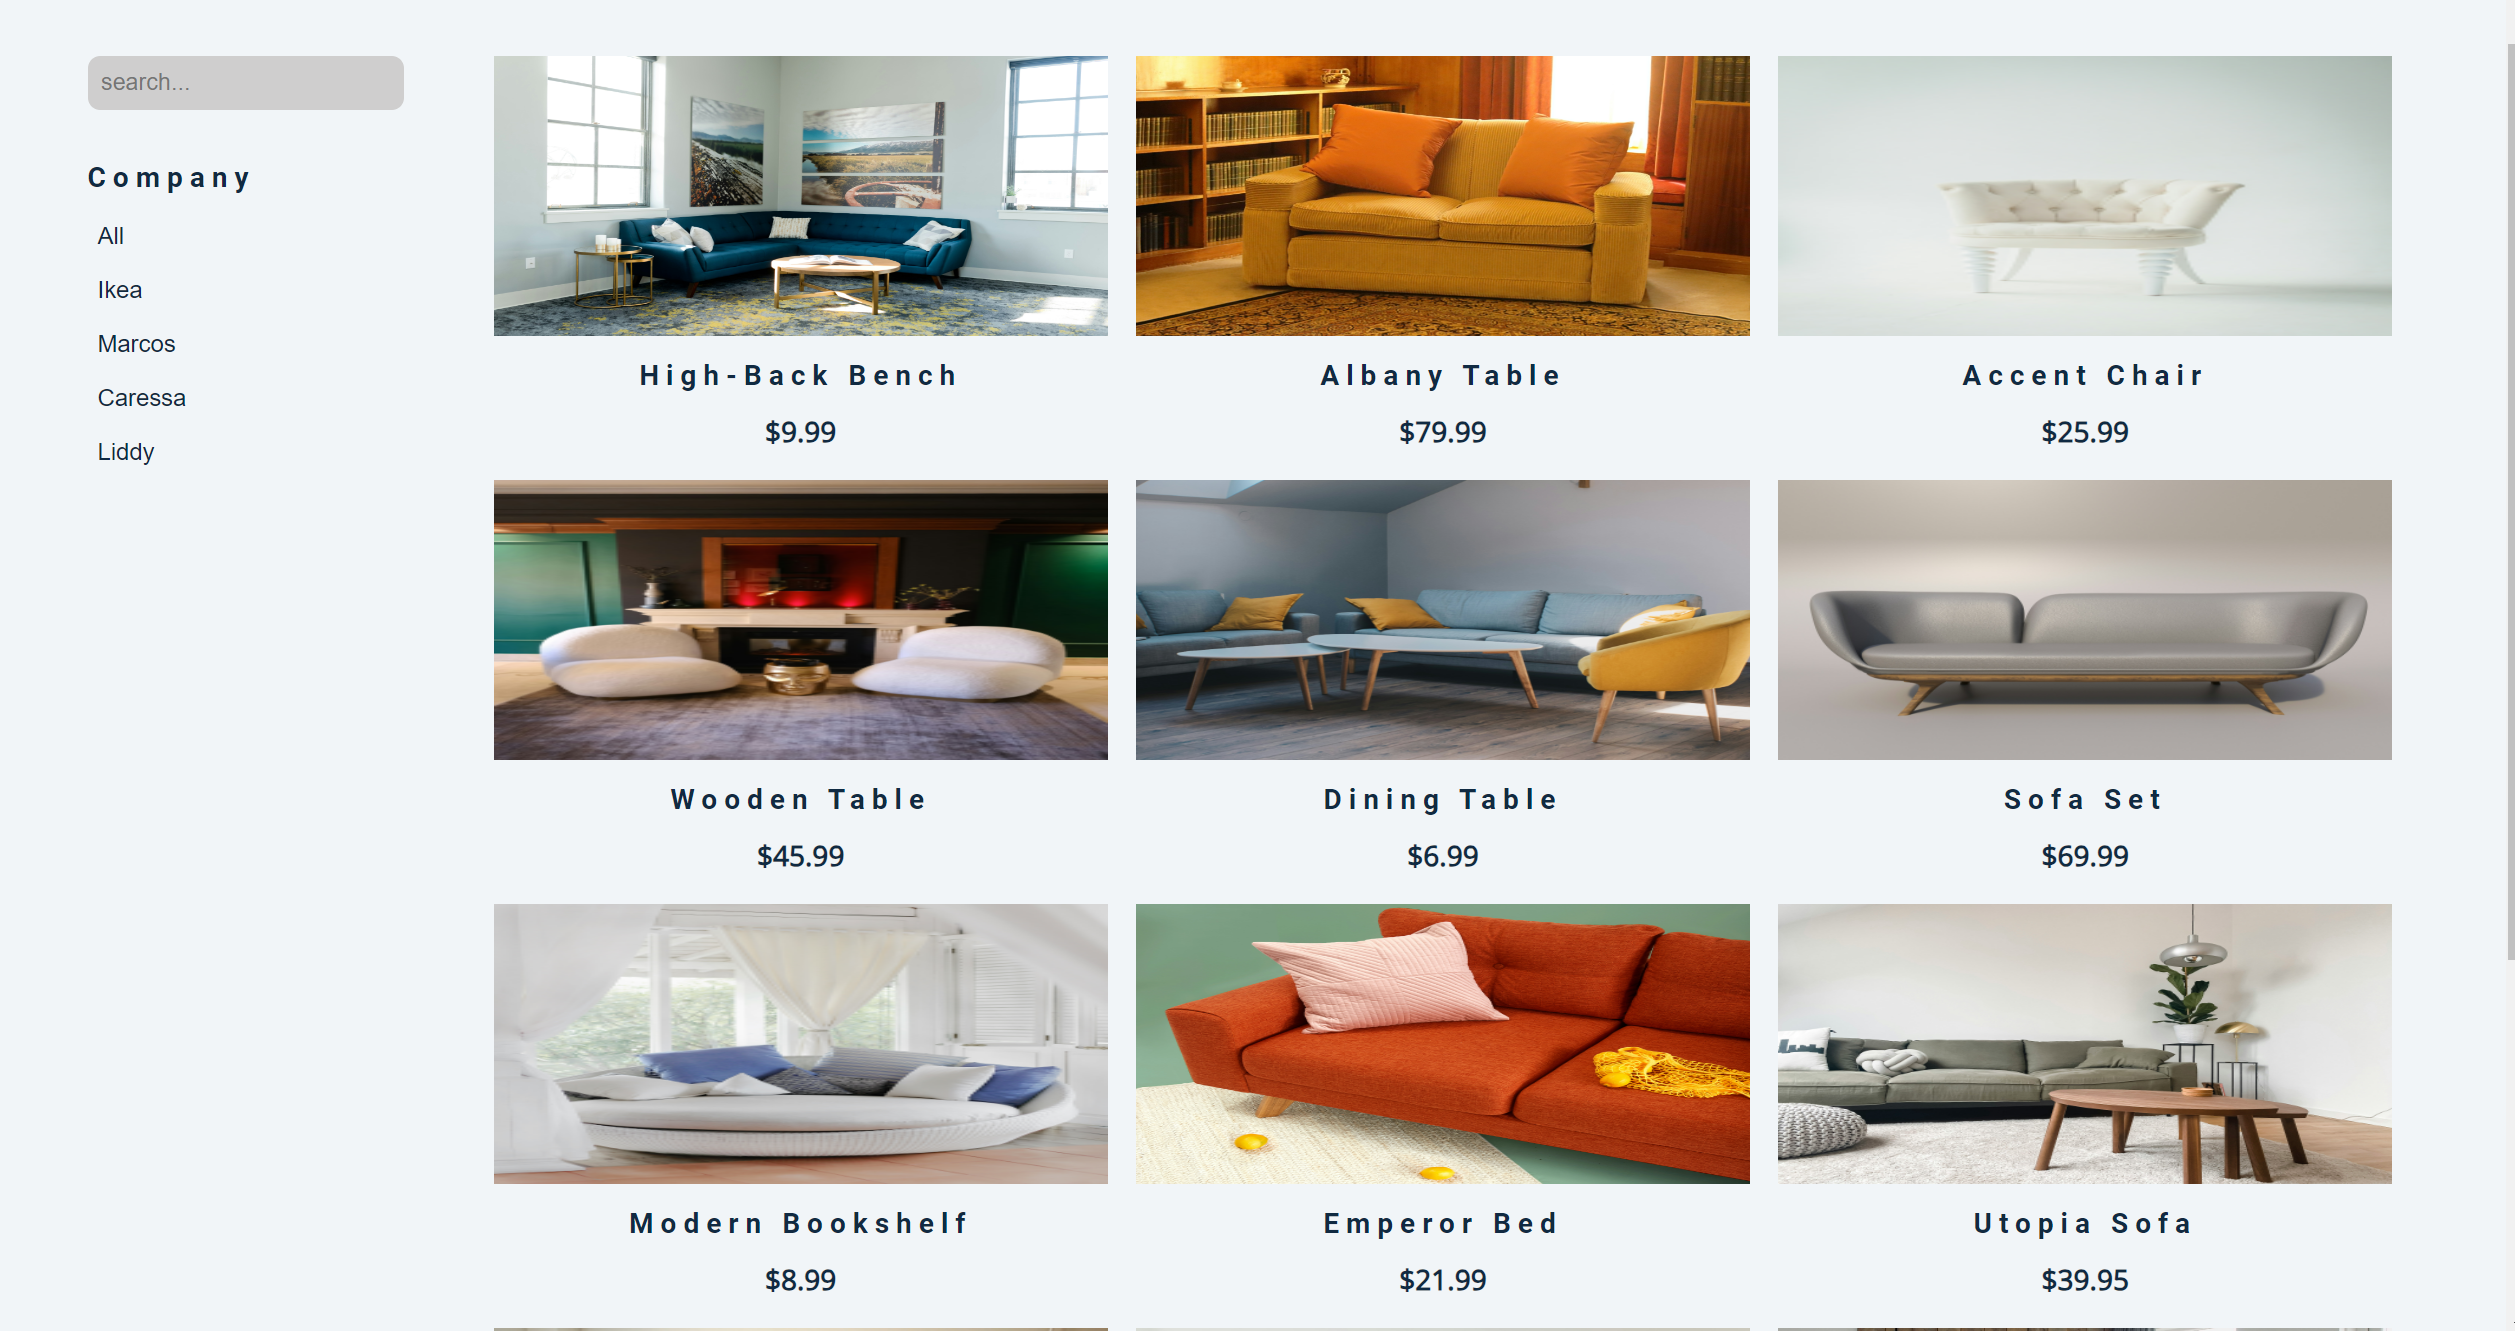 search...
Company
All
Ikea
Marcos
Caressa
Liddy
High-Back Bench
$9.99
Albany Table
$79.99
Accent Chair
$25.99
Wooden Table
$45.99
Dining Table
$6.99
Sofa Set
$69.99
Modern Bookshelf
$8.99
Emperor Bed
$21.99
Utopia Sofa
$39.95